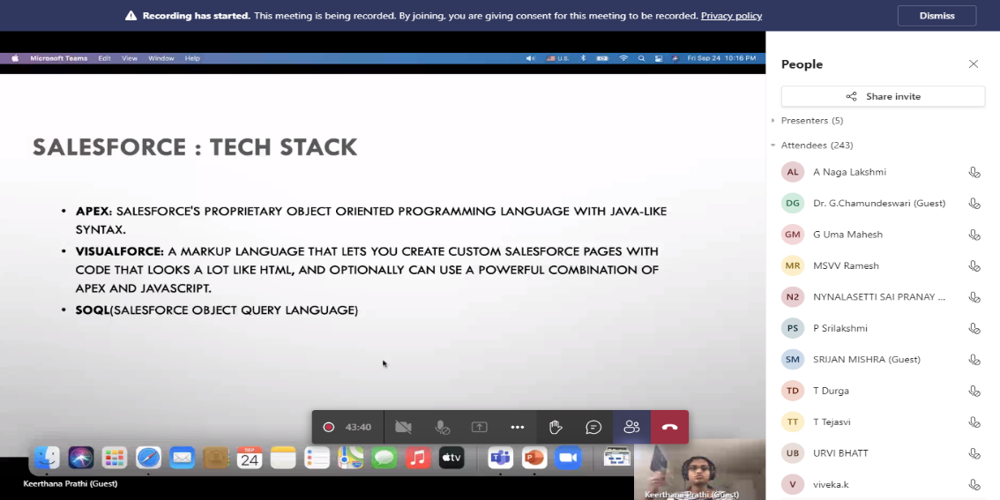 Recording has started. This meeting is being recorded. By joining, you are giving consent for this meeting to be recorded. Privacy policy
Dismiss
Microsoft Teams Edit View Window Help
U.S.
Fri Sep 24 10:16 PM
SALESFORCE : TECH STACK
• APEX: SALESFORCE'S PROPRIETARY OBJECT ORIENTED PROGRAMMING LANGUAGE WITH JAVA-LIKE
SYNTAX.
• VISUALFORCE: A MARKUP LANGUAGE THAT LETS YOU CREATE CUSTOM SALESFORCE PAGES WITH
CODE THAT LOOKS A LOT LIKE HTML, AND OPTIONALLY CAN USE A POWERFUL COMBINATION OF
APEX AND JAVASCRIPT.
• SOQL(SALESFORCE OBJECT QUERY LANGUAGE)
43:40
SEP
24
tv
Keerthana Prathi (Guest)
Keerthana Prathi (Guest)
People
Share invite
Presenters (5)
Attendees (243)
AL A Naga Lakshmi
DG Dr. G.Chamundeswari (Guest)
GM G Uma Mahesh
MR MSVV Ramesh
N2 NYNALASETTI SAI PRANAY ...
PS P Srilakshmi
SM SRIJAN MISHRA (Guest)
TD T Durga
TT T Tejasvi
UB URVI BHATT
V viveka.k